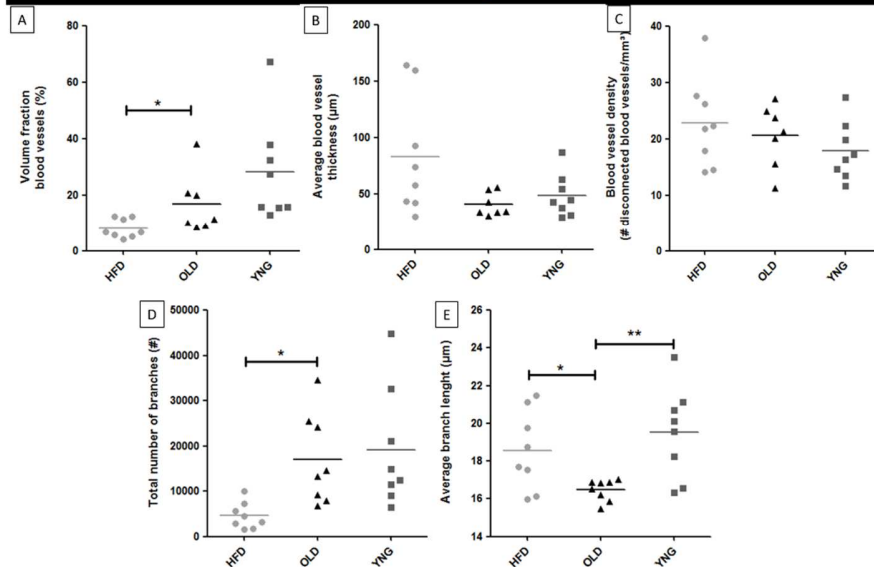 A
Volume fraction
blood vessels (%)
80
60
40
20
0
*
HFD
OLD
YNG
B
Average blood vessel
thickness (µm)
200
150
100
50
0
HFD
OLD
YNG
C
Blood vessel density
(# disconnected blood vessels/mm³)
40
30
20
10
0
HFD
OLD
YNG
D
Total number of branches (#)
50000
40000
30000
20000
10000
0
*
HFD
OLD
YNG
E
Average branch lenght (µm)
26
24
22
20
18
16
14
*
**
HFD
OLD
YNG